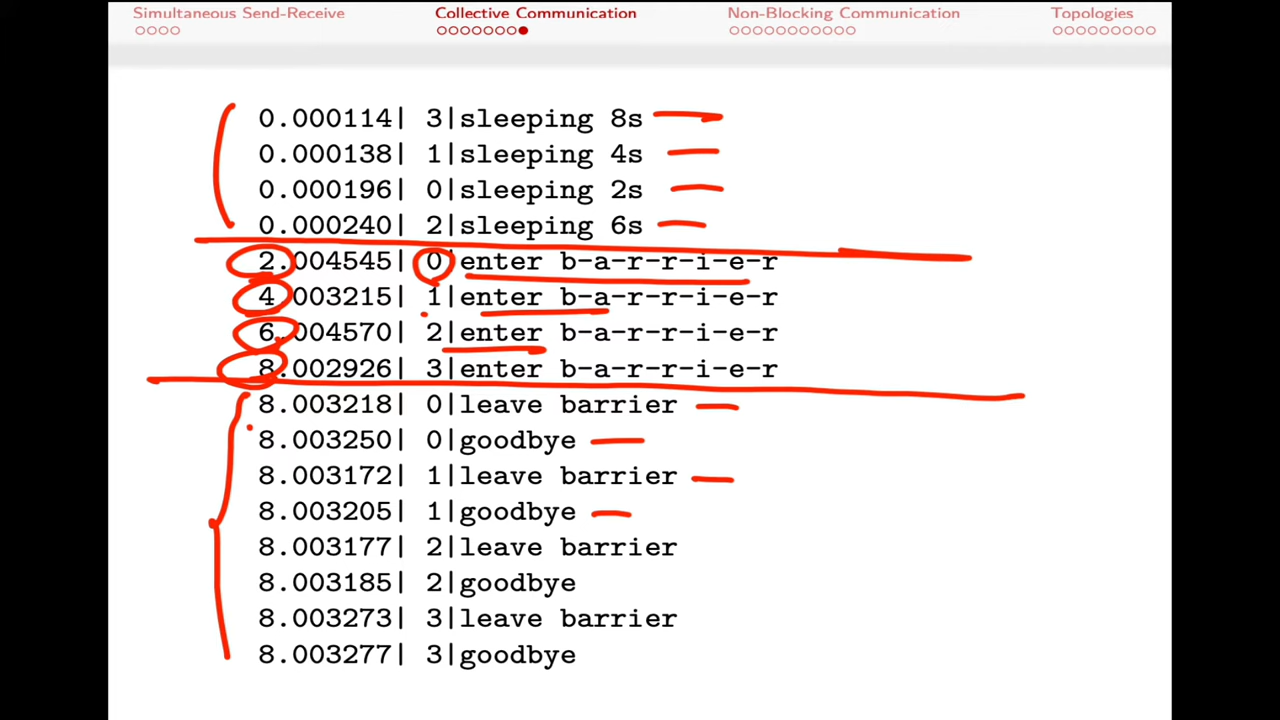 Simultaneous Send-Receive Collective Communication Non-Blocking Communication Topologies
0.000114| 3|sleeping 8s
0.000138| 1|sleeping 4s
0.000196| 0|sleeping 2s
0.000240| 2|sleeping 6s
2.004545| 0|enter b-a-r-r-i-e-r
4.003215| 1|enter b-a-r-r-i-e-r
6.004570| 2|enter b-a-r-r-i-e-r
8.002926| 3|enter b-a-r-r-i-e-r
8.003218| 0|leave barrier
8.003250| 0|goodbye
8.003172| 1|leave barrier
8.003205| 1|goodbye
8.003177| 2|leave barrier
8.003185| 2|goodbye
8.003273| 3|leave barrier
8.003277| 3|goodbye